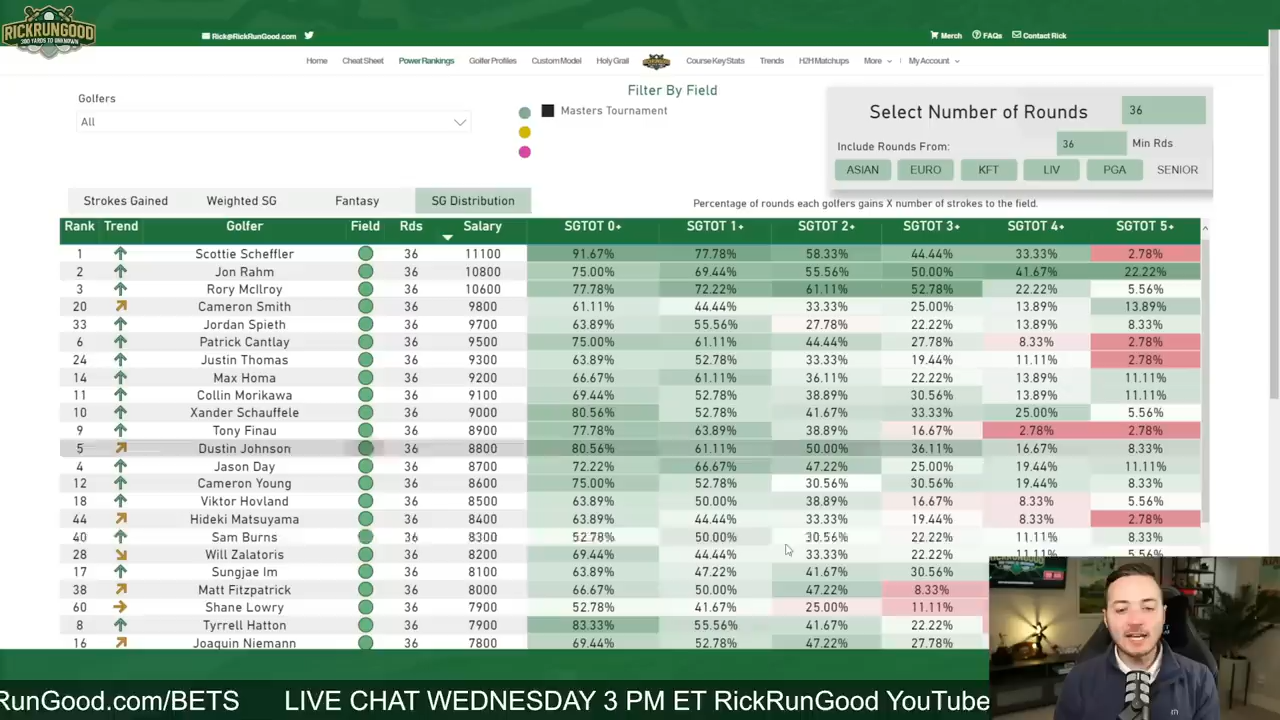 RICKRUNGOOD
300 YARDS TO UNKNOWN
Rick@RickRunGood.com
Merch FAQs Contact Rick
Home Cheat Sheet Power Rankings Golfer Profiles Custom Model Holy Grail Course Key Stats Trends H2H Matchups More My Account
Golfers
All
Filter By Field
Masters Tournament
Select Number of Rounds 36
Include Rounds From: 36 Min Rds
ASIAN EURO KFT LIV PGA SENIOR
Strokes Gained Weighted SG Fantasy SG Distribution
Percentage of rounds each golfers gains X number of strokes to the field.
Rank Trend Golfer Field Rds Salary SGTOT 0+ SGTOT 1+ SGTOT 2+ SGTOT 3+ SGTOT 4+ SGTOT 5+
1 Scottie Scheffler 36 11100 91.67% 77.78% 58.33% 44.44% 33.33% 2.78%
2 Jon Rahm 36 10800 75.00% 69.44% 55.56% 50.00% 41.67% 22.22%
3 Rory McIlroy 36 10600 77.78% 72.22% 61.11% 52.78% 22.22% 5.56%
20 Cameron Smith 36 9800 61.11% 44.44% 33.33% 25.00% 13.89% 13.89%
33 Jordan Spieth 36 9700 63.89% 55.56% 27.78% 22.22% 13.89% 8.33%
6 Patrick Cantlay 36 9500 75.00% 61.11% 44.44% 27.78% 8.33% 2.78%
24 Justin Thomas 36 9300 63.89% 52.78% 33.33% 19.44% 11.11% 2.78%
14 Max Homa 36 9200 66.67% 61.11% 36.11% 22.22% 13.89% 11.11%
11 Collin Morikawa 36 9100 69.44% 52.78% 38.89% 30.56% 13.89% 11.11%
10 Xander Schauffele 36 9000 80.56% 52.78% 41.67% 33.33% 25.00% 5.56%
9 Tony Finau 36 8900 77.78% 63.89% 38.89% 16.67% 2.78% 2.78%
5 Dustin Johnson 36 8800 80.56% 61.11% 50.00% 36.11% 16.67% 8.33%
4 Jason Day 36 8700 72.22% 66.67% 47.22% 25.00% 19.44% 11.11%
12 Cameron Young 36 8600 75.00% 52.78% 30.56% 30.56% 19.44% 8.33%
18 Viktor Hovland 36 8500 63.89% 50.00% 38.89% 16.67% 8.33% 5.56%
44 Hideki Matsuyama 36 8400 63.89% 44.44% 33.33% 19.44% 8.33% 2.78%
40 Sam Burns 36 8300 52.78% 50.00% 30.56% 22.22% 11.11% 8.33%
28 Will Zalatoris 36 8200 69.44% 44.44% 33.33% 22.22% 11.11% 5.56%
17 Sungjae Im 36 8100 63.89% 47.22% 41.67% 30.56%
38 Matt Fitzpatrick 36 8000 66.67% 50.00% 47.22% 8.33%
60 Shane Lowry 36 7900 52.78% 41.67% 25.00% 11.11%
8 Tyrrell Hatton 36 7900 83.33% 55.56% 41.67% 22.22%
16 Joaquin Niemann 36 7800 69.44% 52.78% 47.22% 27.78%
RunGood.com/BETS LIVE CHAT WEDNESDAY 3 PM ET RickRunGood YouTube